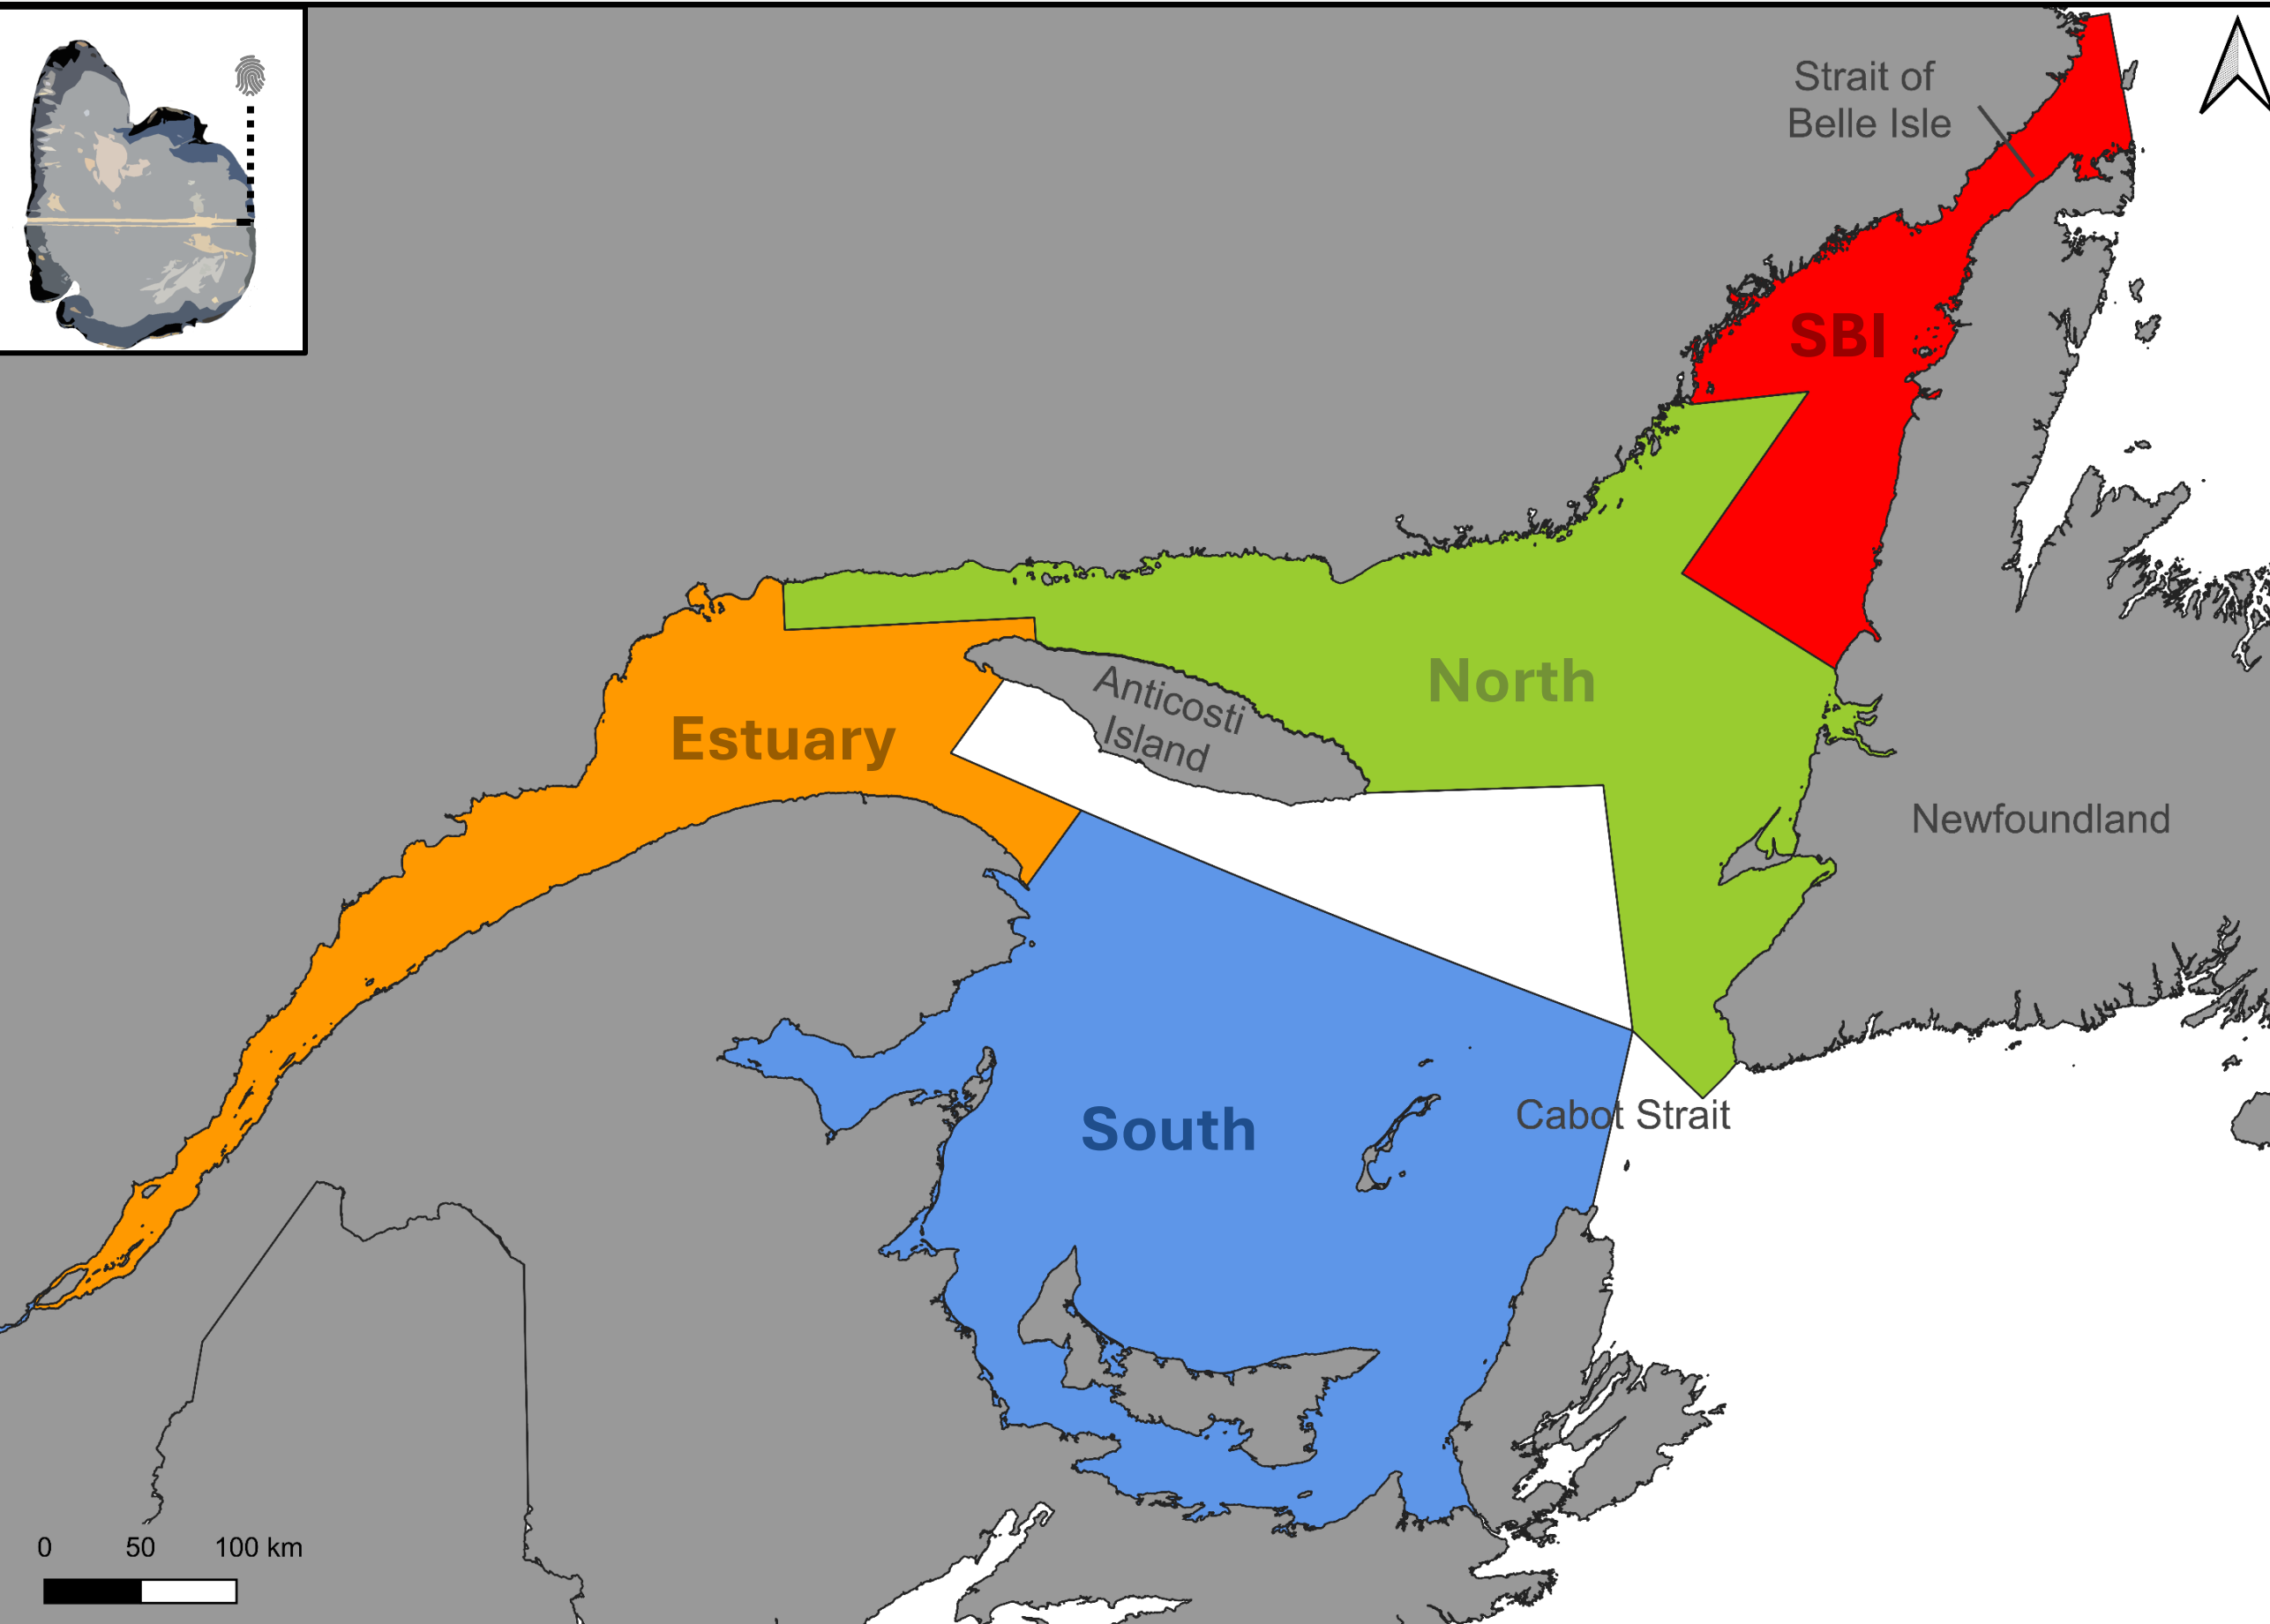 Strait of
Belle Isle
SBI
North
Anticosti
Island
Estuary
Newfoundland
South
Cabot Strait
0 50 100 km